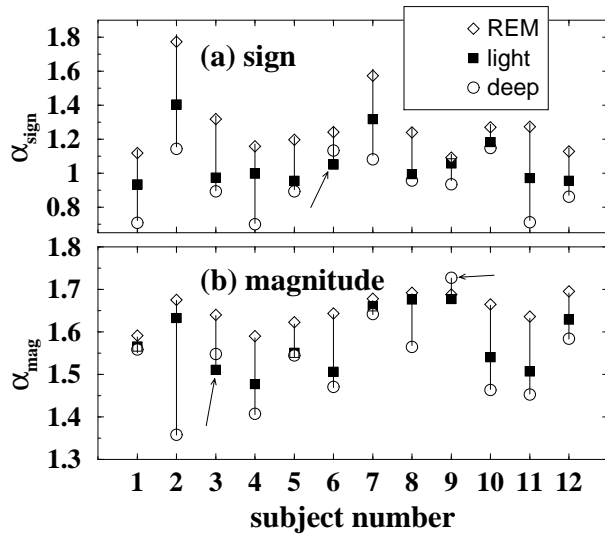 REM
light
deep
(a) sign
α_sign
1.8
1.6
1.4
1.2
1
0.8
(b) magnitude
α_mag
1.8
1.7
1.6
1.5
1.4
1.3
1 2 3 4 5 6 7 8 9 10 11 12
subject number